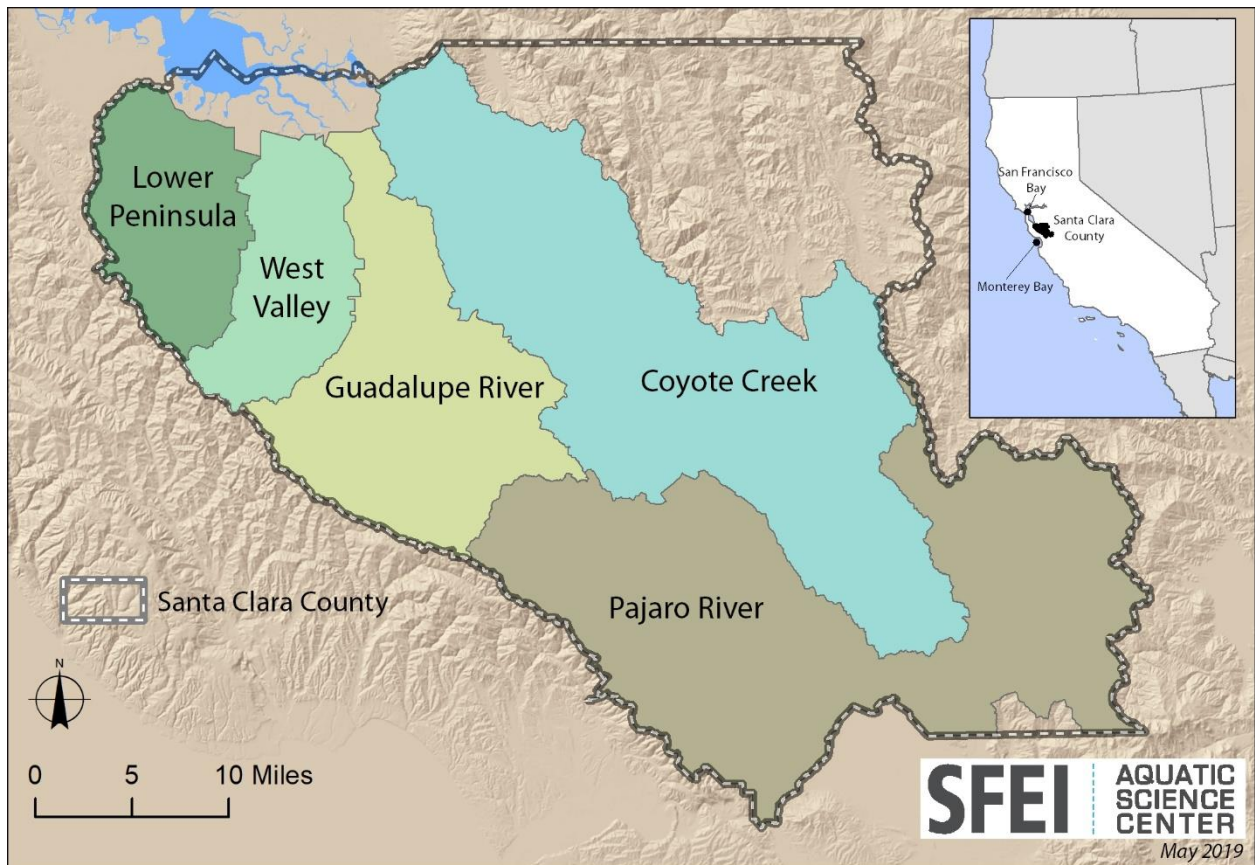 Lower
Peninsula
West
Valley
Guadalupe River
Coyote Creek
Pajaro River
San Francisco
Bay
Santa Clara
County
Monterey Bay
Santa Clara County
N
0 5 10 Miles
SFEI
AQUATIC
SCIENCE
CENTER
May 2019